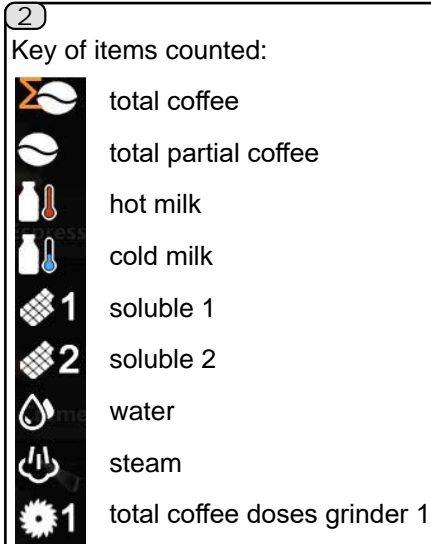 2
Key of items counted:
total coffee
total partial coffee
hot milk
cold milk
1 soluble 1
2 soluble 2
water
steam
1 total coffee doses grinder 1